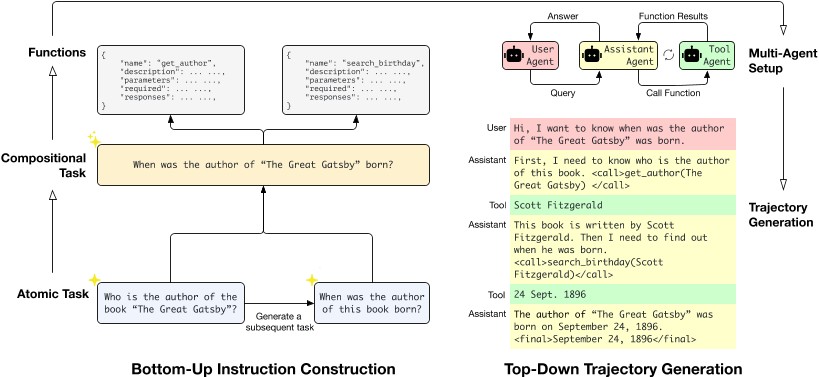 Functions
{
"name": "get_author",
"description": ... ...,
"parameters": ... ...,
"required": ... ...,
"responses": ... ...,
}
{
"name": "search_birthday",
"description": ... ...,
"parameters": ... ...,
"required": ... ...,
"responses": ... ...,
}
Compositional
Task
When was the author of “The Great Gatsby” born?
Atomic Task
Who is the author of the
book “The Great Gatsby”?
Generate a
subsequent task
When was the author
of this book born?
Bottom-Up Instruction Construction
Answer
Function Results
User
Agent
Assistant
Agent
Tool
Agent
Query
Call Function
Multi-Agent
Setup
User
Hi, I want to know when was the author
of “The Great Gatsby” was born.
Assistant
First, I need to know who is the author
of this book. <call>get_author(The
Great Gatsby) </call>
Tool
Scott Fitzgerald
Assistant
This book is written by Scott
Fitzgerald. Then I need to find out
when he was born.
<call>search_birthday(Scott
Fitzgerald)</call>
Tool
24 Sept. 1896
Assistant
The author of “The Great Gatsby” was
born on September 24, 1896.
<final>September 24, 1896</final>
Trajectory
Generation
Top-Down Trajectory Generation